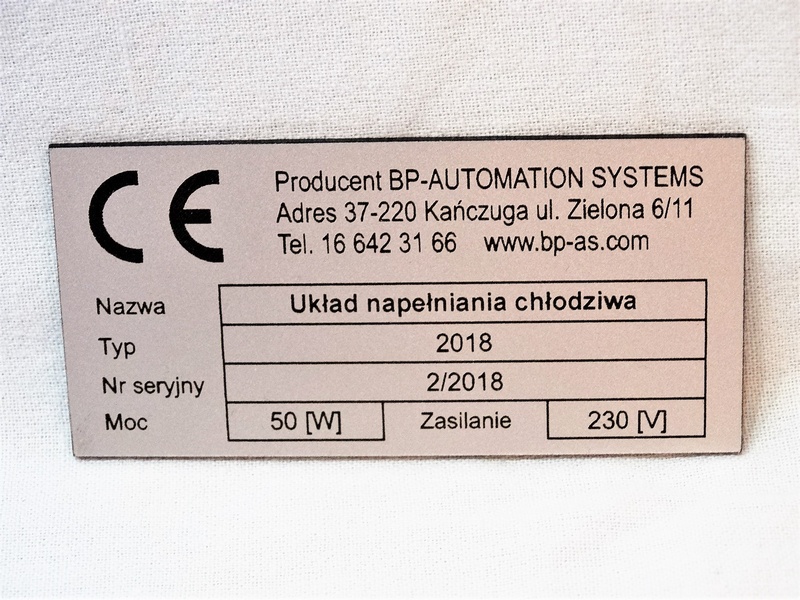 CE
Producent BP-AUTOMATION SYSTEMS
Adres 37-220 Kańczuga ul. Zielona 6/11
Tel. 16 642 31 66 www.bp-as.com
Nazwa Układ napełniania chłodziwa
Typ 2018
Nr seryjny 2/2018
Moc 50 [W] Zasilanie 230 [V]